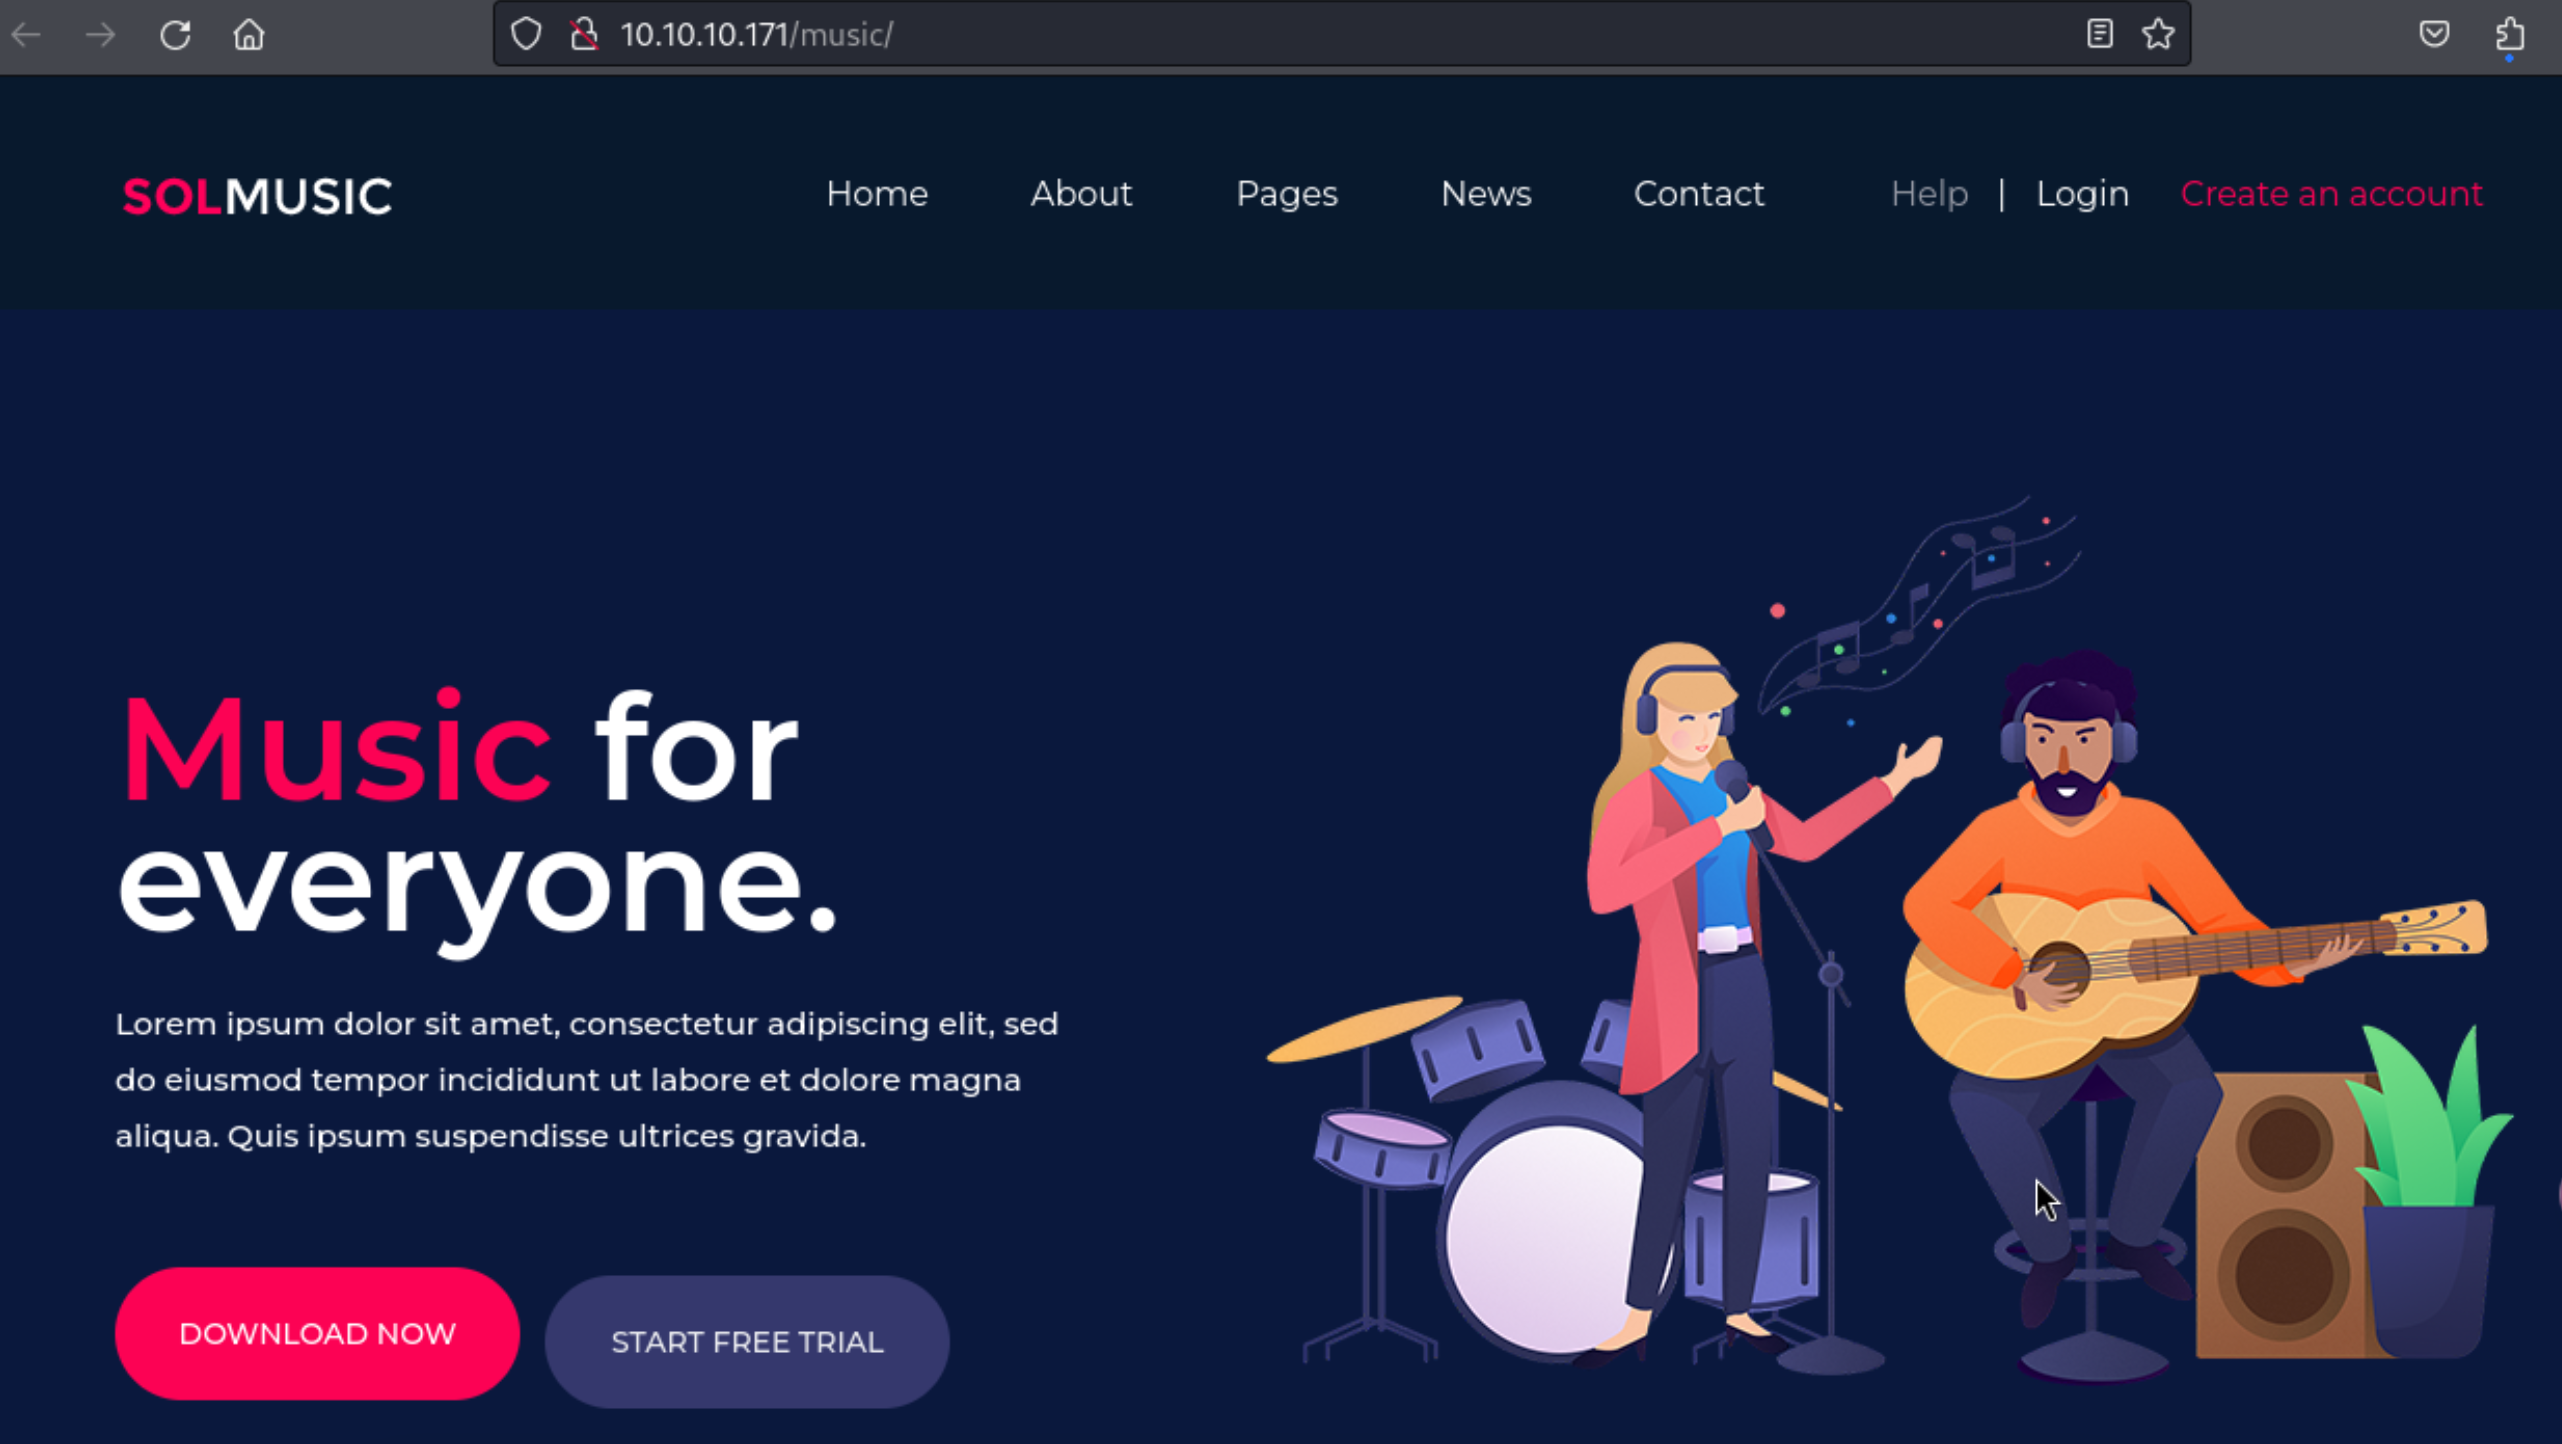 10.10.10.171/music/
SOLMUSIC
Home About Pages News Contact Help | Login Create an account
Music for
everyone.
Lorem ipsum dolor sit amet, consectetur adipiscing elit, sed
do eiusmod tempor incididunt ut labore et dolore magna
aliqua. Quis ipsum suspendisse ultrices gravida.
DOWNLOAD NOW
START FREE TRIAL